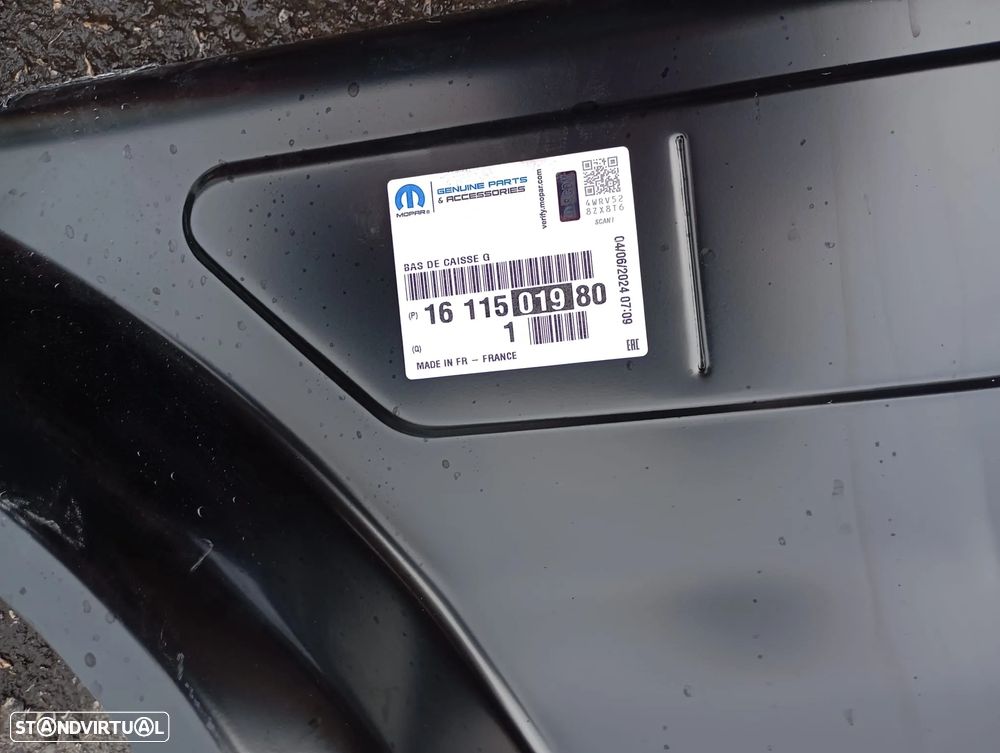 MOPAR®
GENUINE PARTS
& ACCESSORIES
verify.mopar.com
4WRV52
8ZX8T6
SCAN!
BAS DE CAISSE G
(P) 16 115 019 80
(Q) 1
MADE IN FR - FRANCE
04/06/2024 07:09
EAC
STANDVIRTUAL